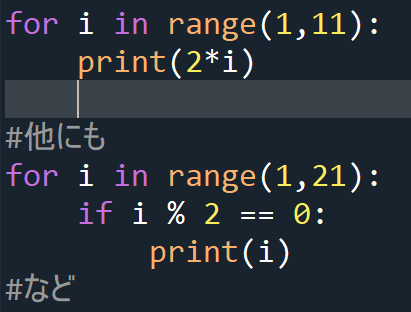 for i in range(1,11):
    print(2*i)
#他にも
for i in range(1,21):
    if i % 2 == 0:
        print(i)
#など